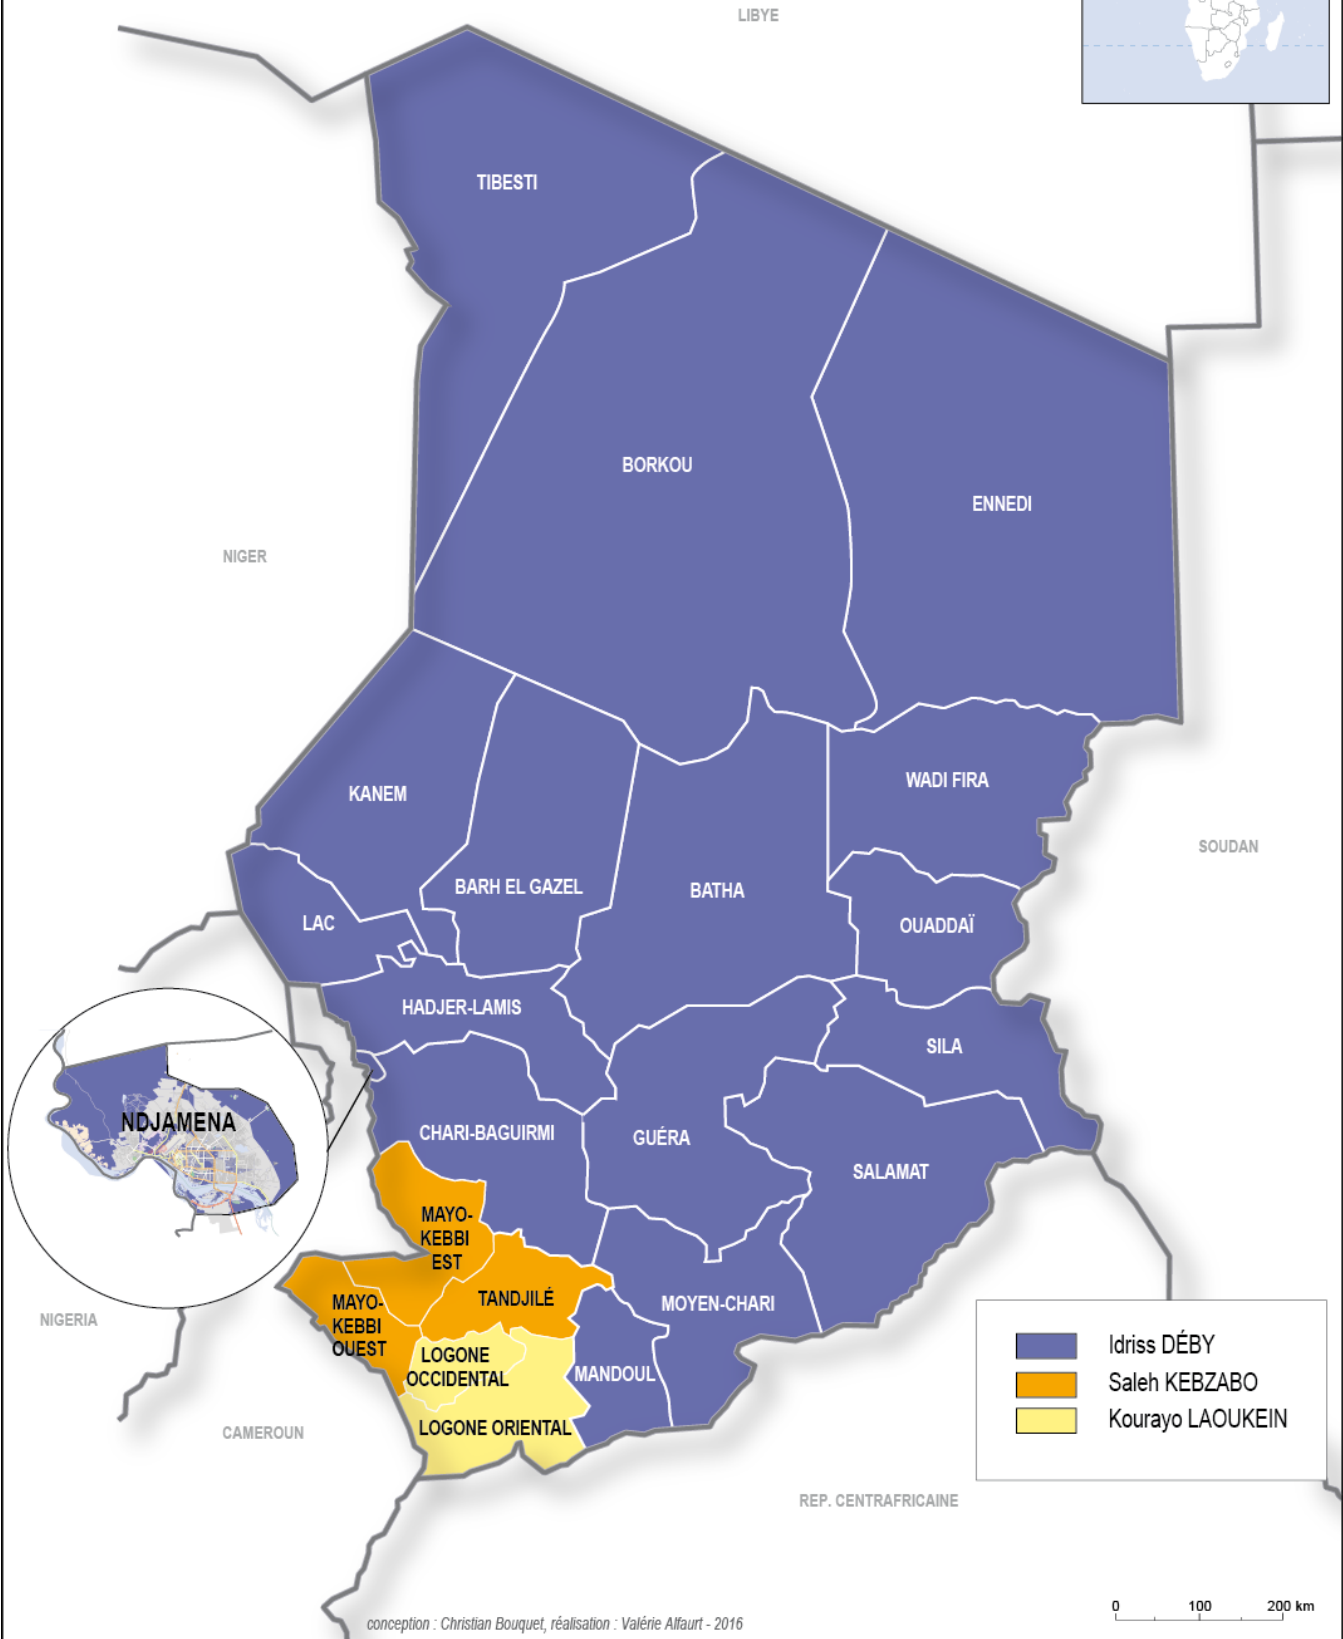 LIBYE
TIBESTI
BORKOU
ENNEDI
NIGER
KANEM
WADI FIRA
SOUDAN
BARH EL GAZEL
BATHA
LAC
OUADDAÏ
HADJER-LAMIS
SILA
NDJAMENA
CHARI-BAGUIRMI
GUÉRA
SALAMAT
MAYO-
KEBBI
EST
TANDJILÉ
MOYEN-CHARI
MAYO-
KEBBI
OUEST
NIGERIA
LOGONE
OCCIDENTAL
MANDOUL
LOGONE ORIENTAL
CAMEROUN
Idriss DÉBY
Saleh KEBZABO
Kourayo LAOUKEIN
REP. CENTRAFRICAINE
0 100 200 km
conception : Christian Bouquet, réalisation : Valérie Alfaurt - 2016